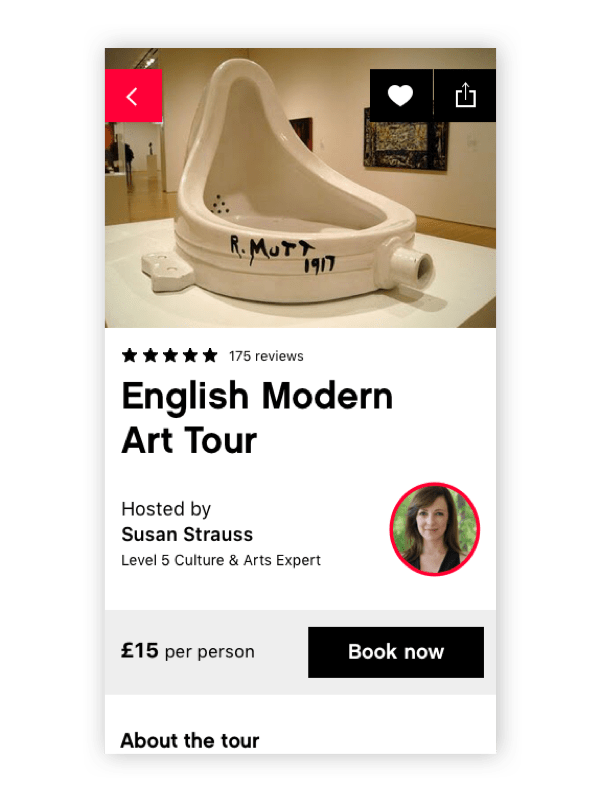 R.MUTT
1917
175 reviews
English Modern
Art Tour
Hosted by
Susan Strauss
Level 5 Culture & Arts Expert
£15 per person
Book now
About the tour